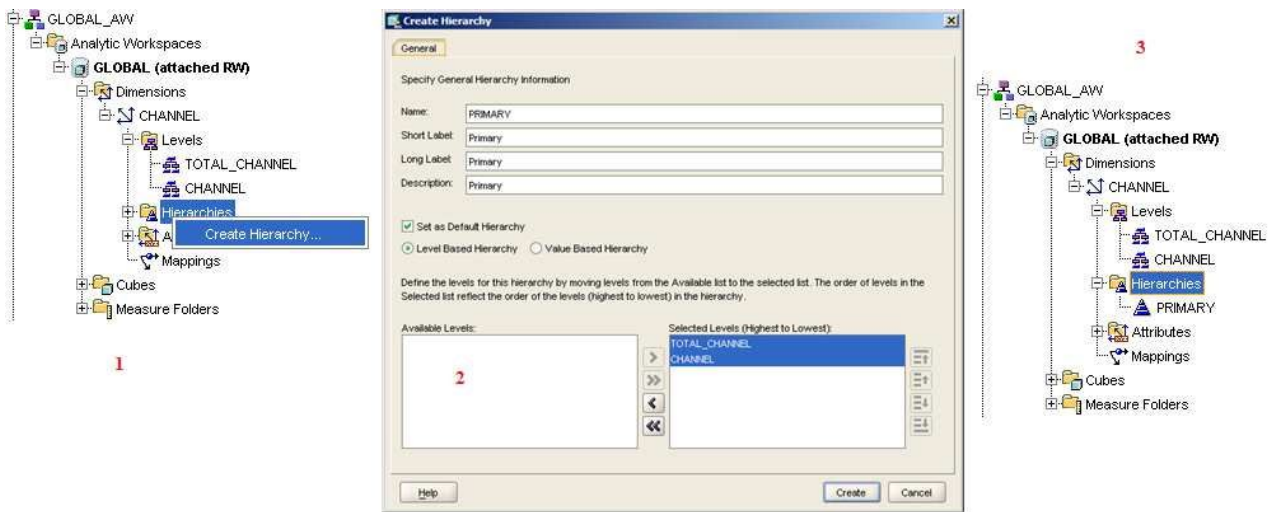 GLOBAL_AW
Analytic Workspaces
GLOBAL (attached RW)
Dimensions
CHANNEL
Levels
TOTAL_CHANNEL
CHANNEL
Hierarchies
Create Hierarchy...
A
Mappings
Cubes
Measure Folders
1
Create Hierarchy
General
Specify General Hierarchy Information
Name: PRIMARY
Short Label: Primary
Long Label: Primary
Description: Primary
Set as Default Hierarchy
Level Based Hierarchy Value Based Hierarchy
Define the levels for this hierarchy by moving levels from the Available list to the selected list. The order of levels in the
Selected list reflect the order of the levels (highest to lowest) in the hierarchy.
Available Levels: Selected Levels (Highest to Lowest):
TOTAL_CHANNEL
CHANNEL
2
Help Create Cancel
3
GLOBAL_AW
Analytic Workspaces
GLOBAL (attached RW)
Dimensions
CHANNEL
Levels
TOTAL_CHANNEL
CHANNEL
Hierarchies
PRIMARY
Attributes
Mappings
Cubes
Measure Folders